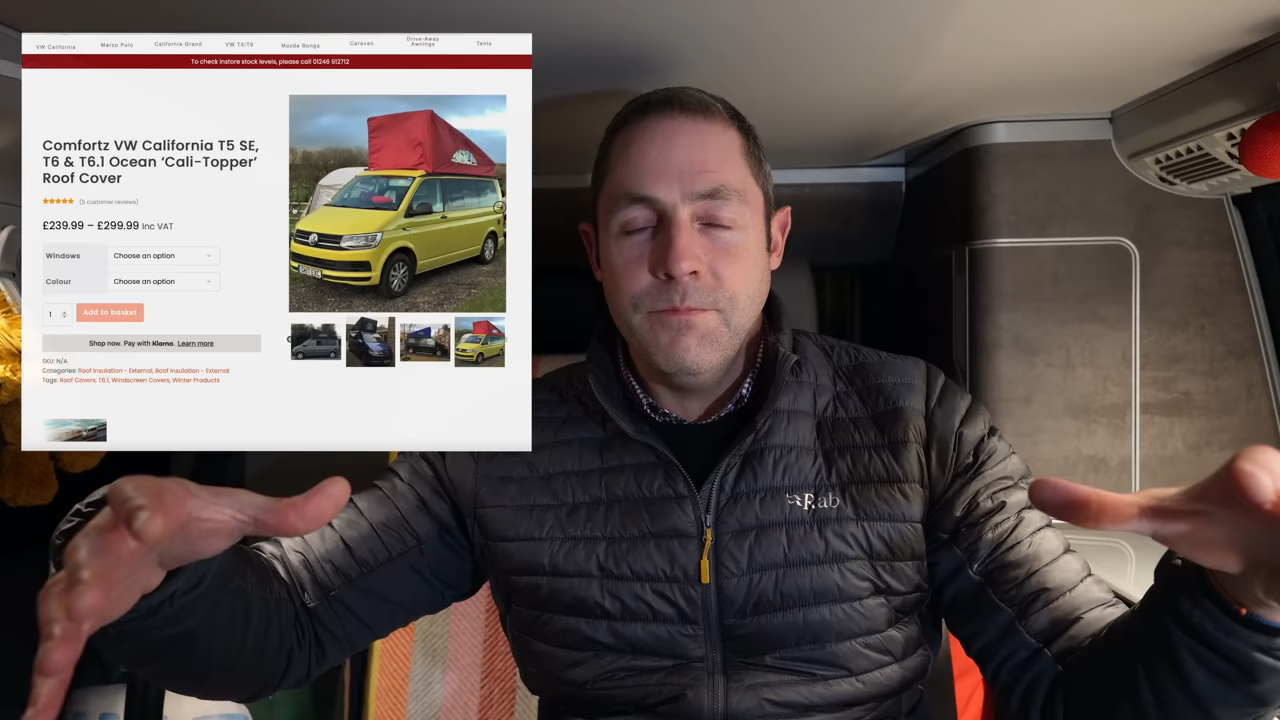 VW California
Marco Polo
California Grand
VW T5/T6
Mazda Bongo
Caravan
Drive-Away
Awnings
Tents
To check instore stock levels, please call 01246 912712
Comfortz VW California T5 SE,
T6 & T6.1 Ocean ‘Cali-Topper’
Roof Cover
(5 customer reviews)
£239.99 – £299.99 Inc VAT
Windows
Choose an option
Colour
Choose an option
1
Add to basket
Shop now. Pay with Klarna. Learn more
SKU: N/A
Categories: Roof Insulation - External, Roof Insulation - External
Tags: Roof Covers, T5.1, Windscreen Covers, Winter Products
Rab